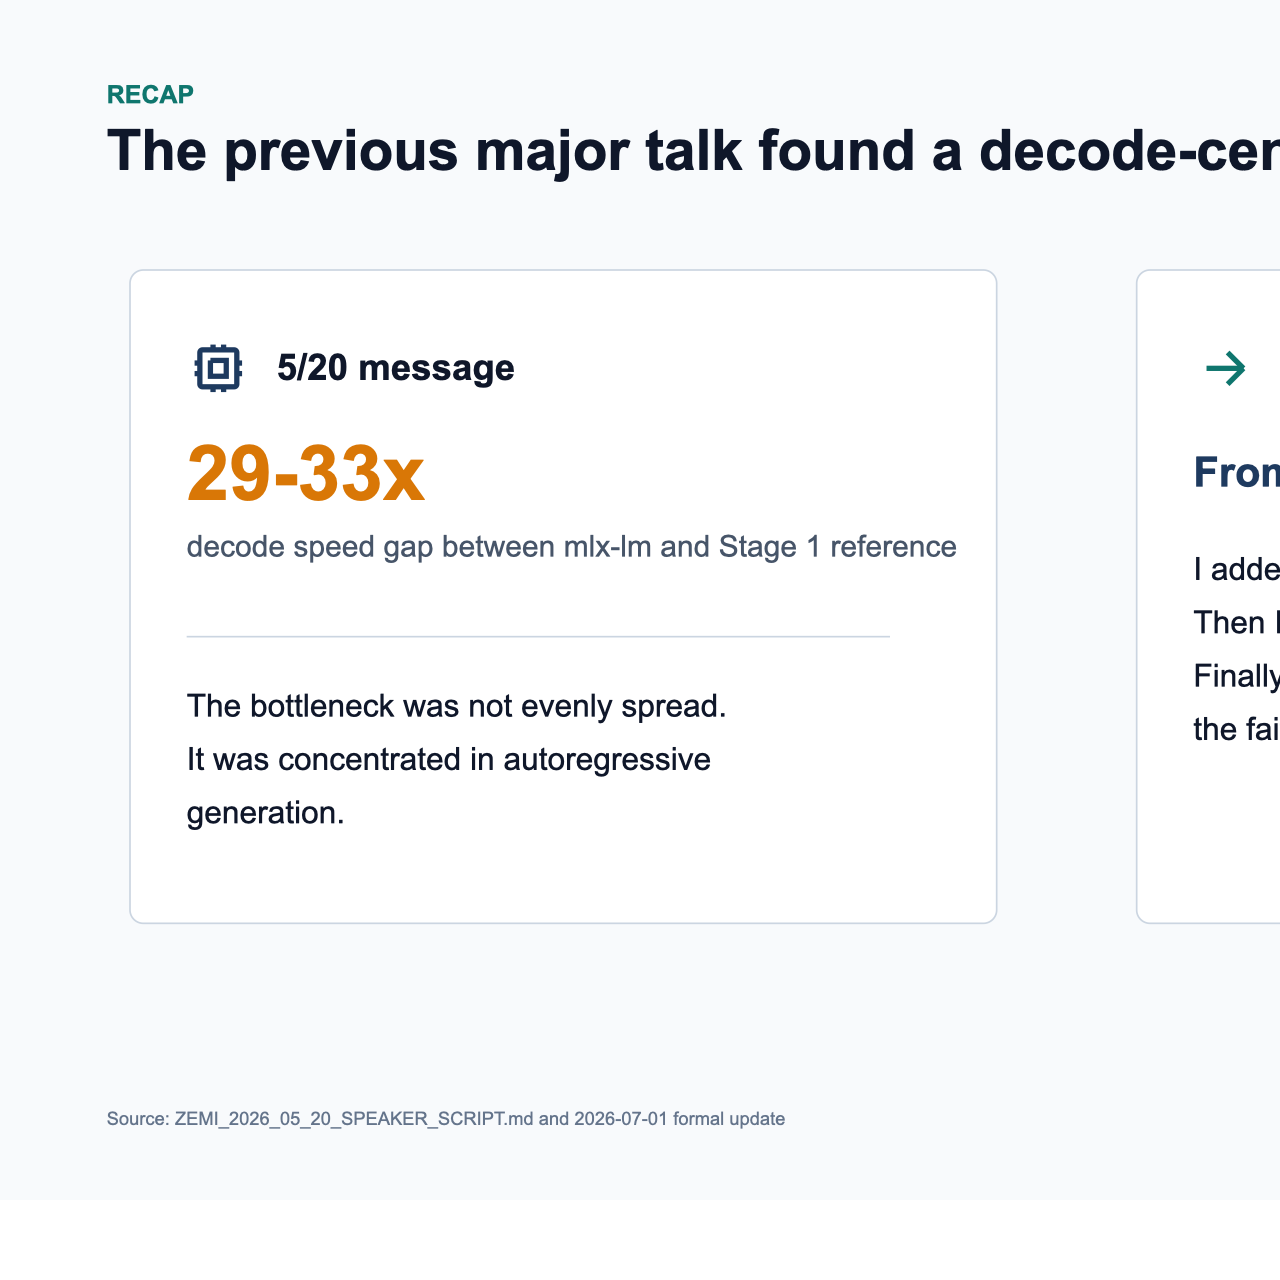 RECAP
The previous major talk found a decode-cen
5/20 message
29-33x
decode speed gap between mlx-lm and Stage 1 reference
The bottleneck was not evenly spread.
It was concentrated in autoregressive
generation.
From
I adde
Then I
Finally
the fai
Source: ZEMI_2026_05_20_SPEAKER_SCRIPT.md and 2026-07-01 formal update